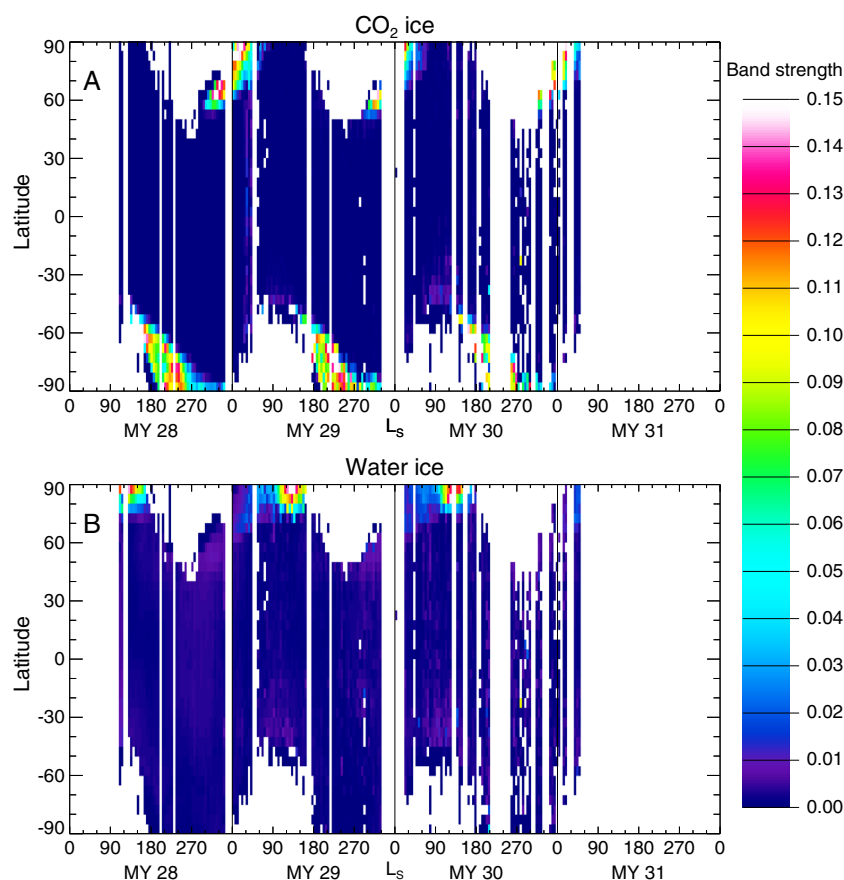 CO₂ ice
A
Latitude
90
60
30
0
-30
-60
-90
0 90 180 270 0 90 180 270 0 90 180 270 0 90 180 270 0
MY 28 MY 29 Lₛ MY 30 MY 31
Water ice
B
Latitude
90
60
30
0
-30
-60
-90
0 90 180 270 0 90 180 270 0 90 180 270 0 90 180 270 0
MY 28 MY 29 Lₛ MY 30 MY 31
Band strength
0.15
0.14
0.13
0.12
0.11
0.10
0.09
0.08
0.07
0.06
0.05
0.04
0.03
0.02
0.01
0.00